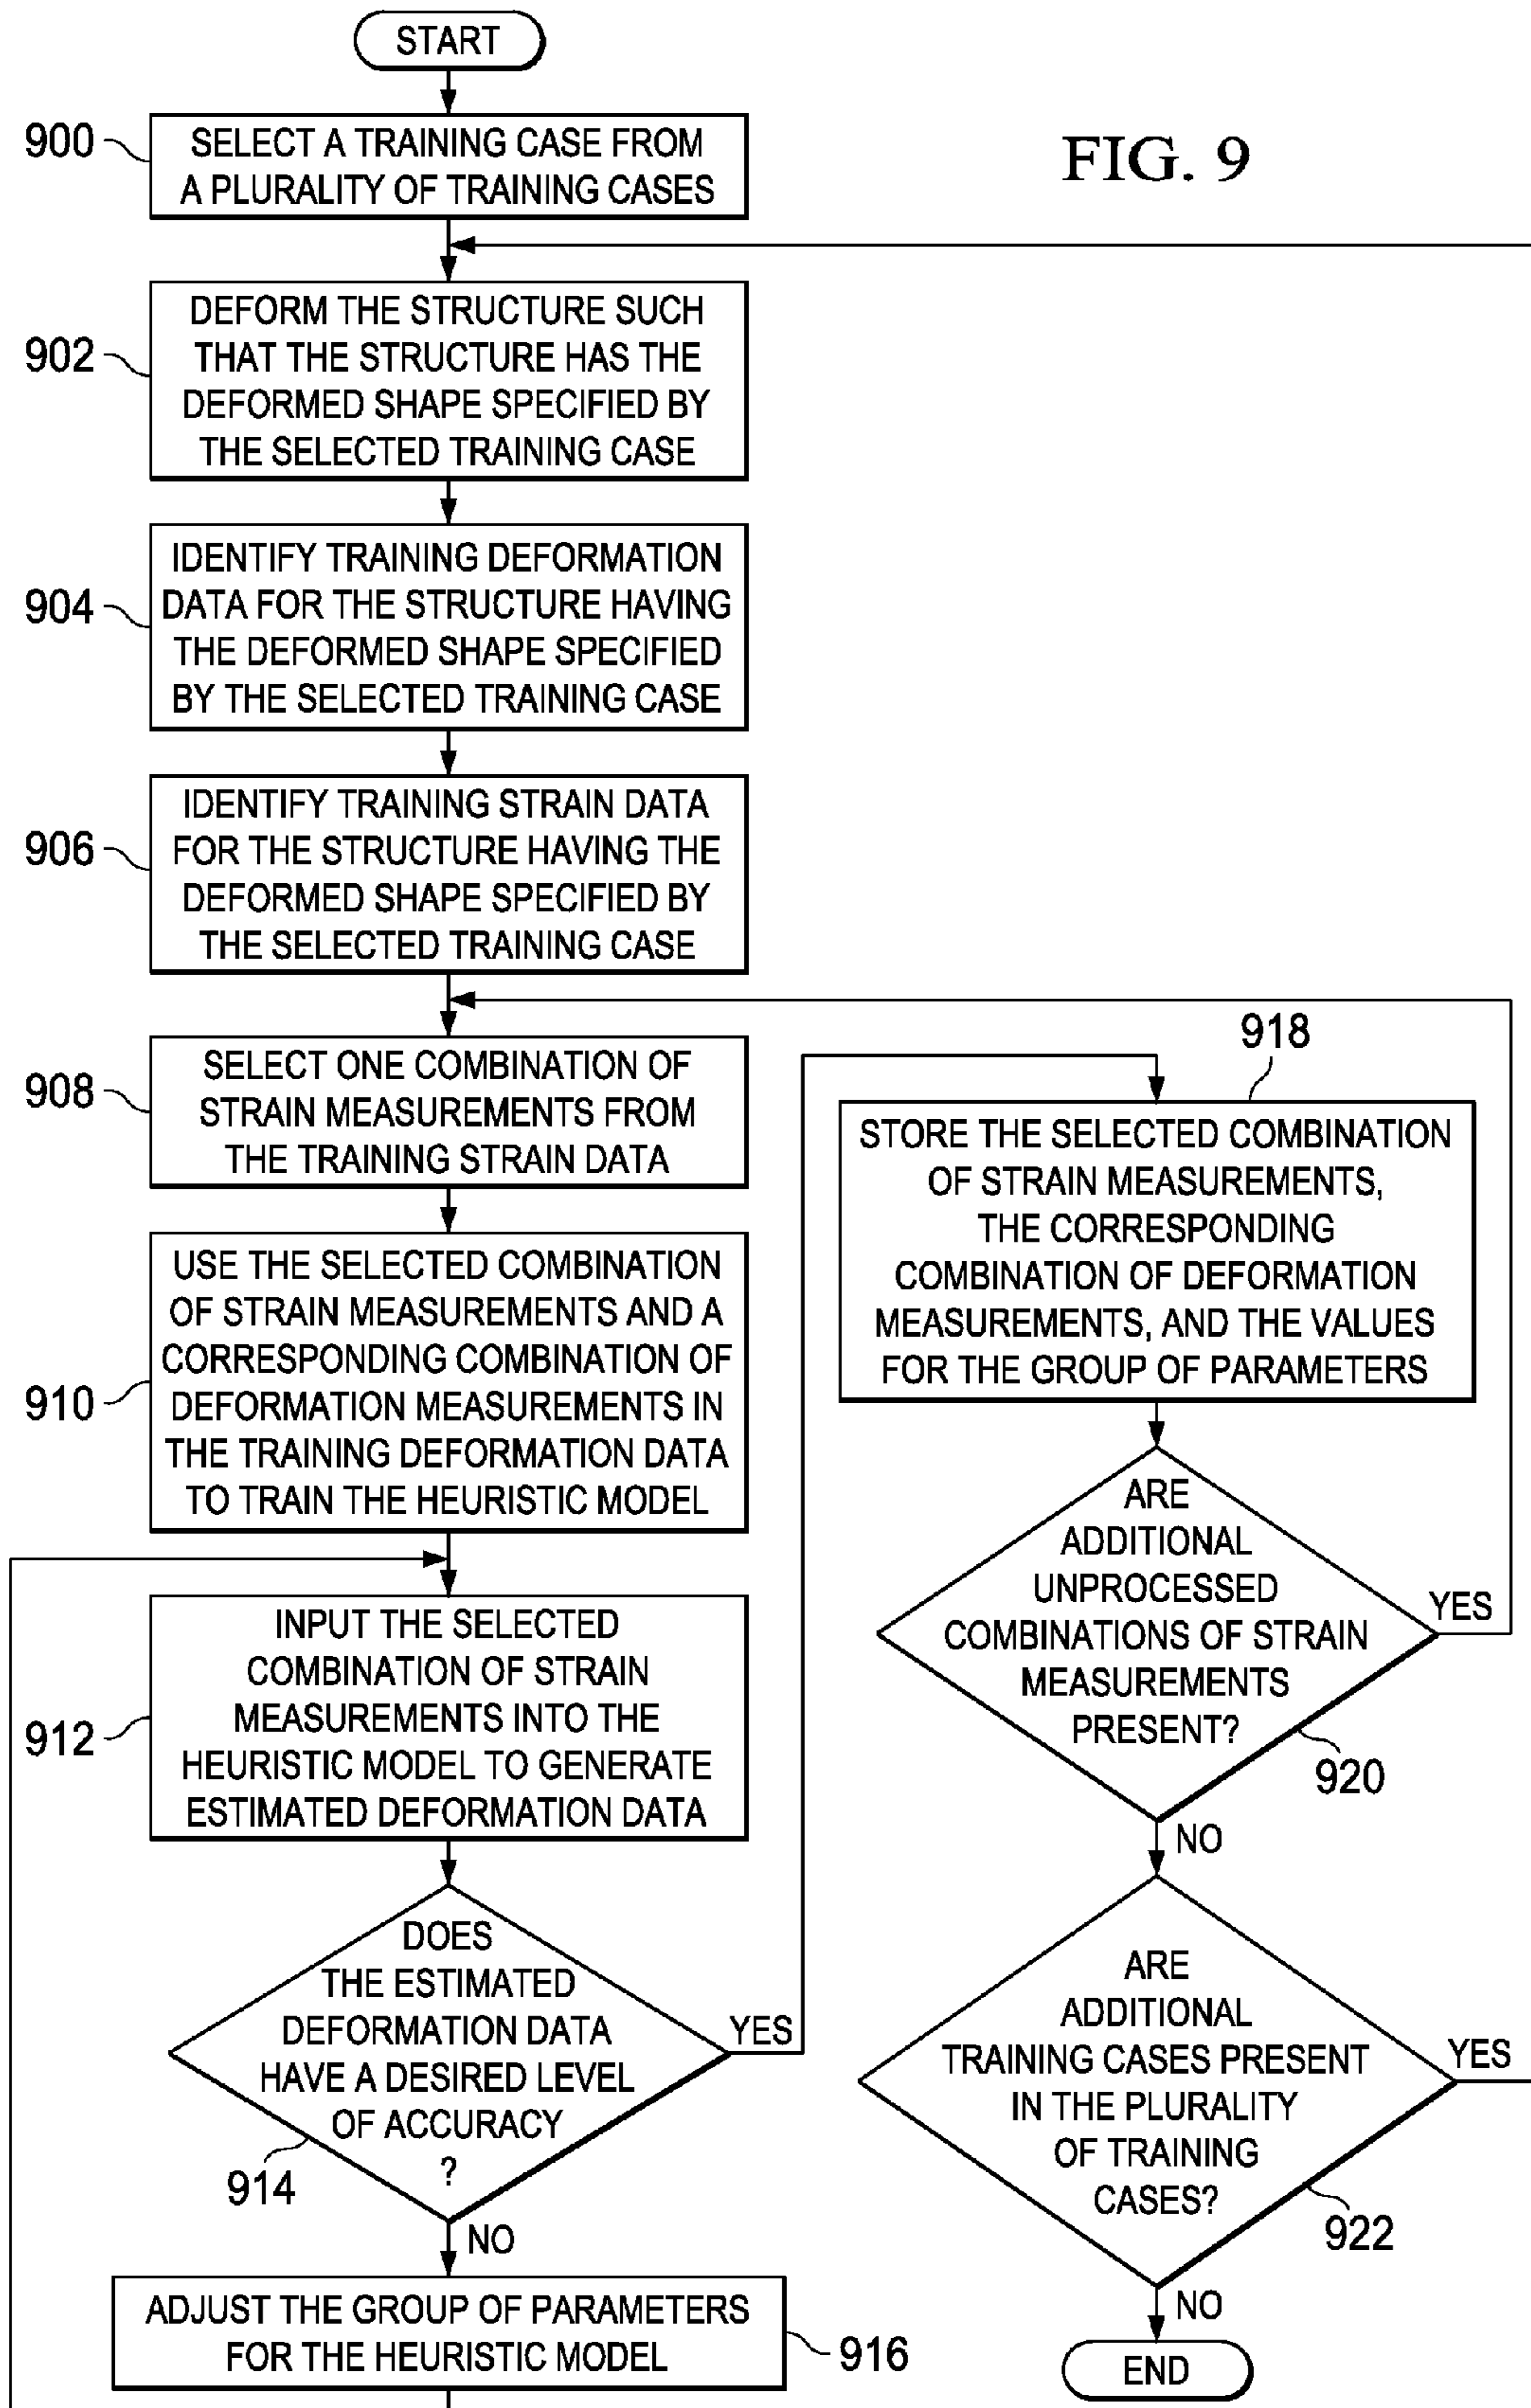 START
FIG. 9
900
SELECT A TRAINING CASE FROM
A PLURALITY OF TRAINING CASES
902
DEFORM THE STRUCTURE SUCH
THAT THE STRUCTURE HAS THE
DEFORMED SHAPE SPECIFIED BY
THE SELECTED TRAINING CASE
904
IDENTIFY TRAINING DEFORMATION
DATA FOR THE STRUCTURE HAVING
THE DEFORMED SHAPE SPECIFIED
BY THE SELECTED TRAINING CASE
906
IDENTIFY TRAINING STRAIN DATA
FOR THE STRUCTURE HAVING THE
DEFORMED SHAPE SPECIFIED BY
THE SELECTED TRAINING CASE
908
SELECT ONE COMBINATION OF
STRAIN MEASUREMENTS FROM
THE TRAINING STRAIN DATA
910
USE THE SELECTED COMBINATION
OF STRAIN MEASUREMENTS AND A
CORRESPONDING COMBINATION OF
DEFORMATION MEASUREMENTS IN
THE TRAINING DEFORMATION DATA
TO TRAIN THE HEURISTIC MODEL
912
INPUT THE SELECTED
COMBINATION OF STRAIN
MEASUREMENTS INTO THE
HEURISTIC MODEL TO GENERATE
ESTIMATED DEFORMATION DATA
DOES
THE ESTIMATED
DEFORMATION DATA
HAVE A DESIRED LEVEL
OF ACCURACY
?
914
YES
NO
ADJUST THE GROUP OF PARAMETERS
FOR THE HEURISTIC MODEL
916
918
STORE THE SELECTED COMBINATION
OF STRAIN MEASUREMENTS,
THE CORRESPONDING
COMBINATION OF DEFORMATION
MEASUREMENTS, AND THE VALUES
FOR THE GROUP OF PARAMETERS
ARE
ADDITIONAL
UNPROCESSED
COMBINATIONS OF STRAIN
MEASUREMENTS
PRESENT?
YES
920
NO
ARE
ADDITIONAL
TRAINING CASES PRESENT
IN THE PLURALITY
OF TRAINING
CASES?
YES
922
NO
END